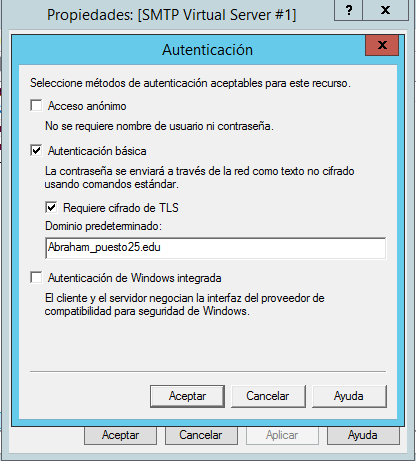 Propiedades: [SMTP Virtual Server #1]
? x
Autenticación
x
Seleccione métodos de autenticación aceptables para este recurso.
Acceso anónimo
No se requiere nombre de usuario ni contraseña.
Autenticación básica
La contraseña se enviará a través de la red como texto no cifrado
usando comandos estándar.
Requiere cifrado de TLS
Dominio predeterminado:
Abraham_puesto25.edu
Autenticación de Windows integrada
El cliente y el servidor negocian la interfaz del proveedor de
compatibilidad para seguridad de Windows.
Aceptar Cancelar Ayuda
Aceptar Cancelar Aplicar Ayuda